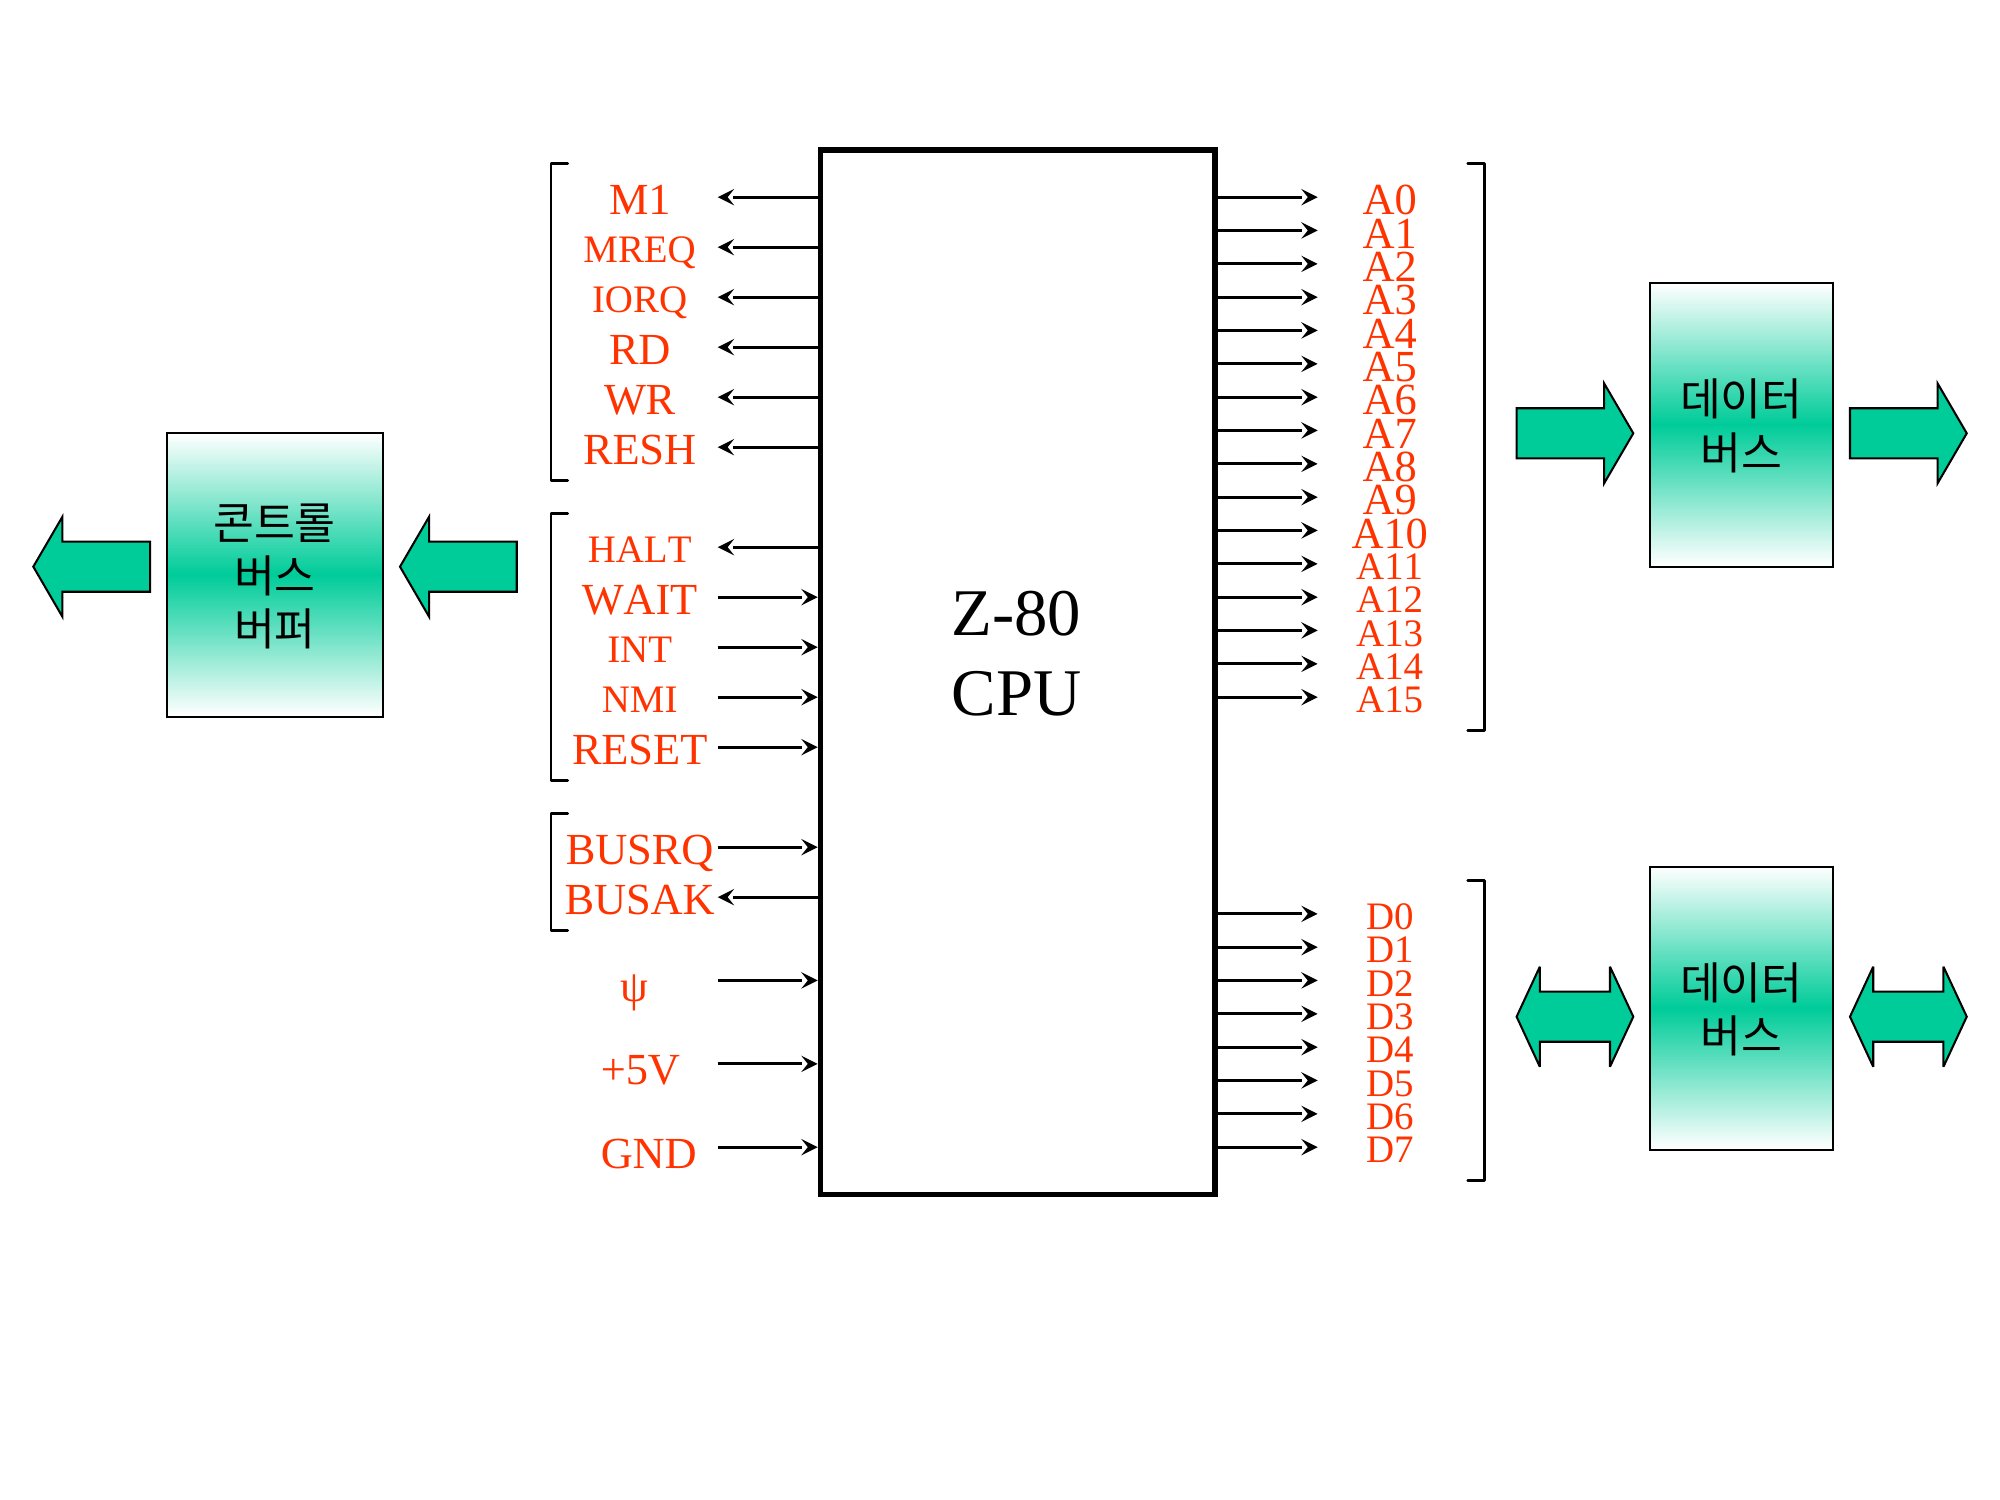 콘트롤
버스
버퍼
M1
MREQ
IORQ
RD
WR
RESH
HALT
WAIT
INT
NMI
RESET
BUSRQ
BUSAK
ψ
+5V
GND
Z-80
CPU
A0
A1
A2
A3
A4
A5
A6
A7
A8
A9
A10
A11
A12
A13
A14
A15
D0
D1
D2
D3
D4
D5
D6
D7
데이터
버스
데이터
버스